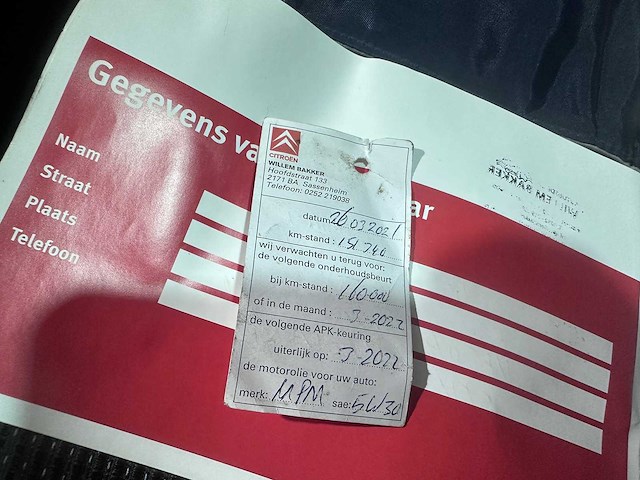 Gegevens va
ar
Naam
Straat
Plaats
Telefoon
CITROËN
WILLEM BAKKER
Hoofdstraat 133
2171 BA, Sassenheim
Telefoon: 0252 219038
datum: 26 03 2021
km-stand: 151.746
wij verwachten u terug voor:
de volgende onderhoudsbeurt
bij km-stand: 160.000
of in de maand: 3-2022
de volgende APK-keuring
uiterlijk op: 3-2022
de motorolie voor uw auto:
merk: MPM sae: 5W30